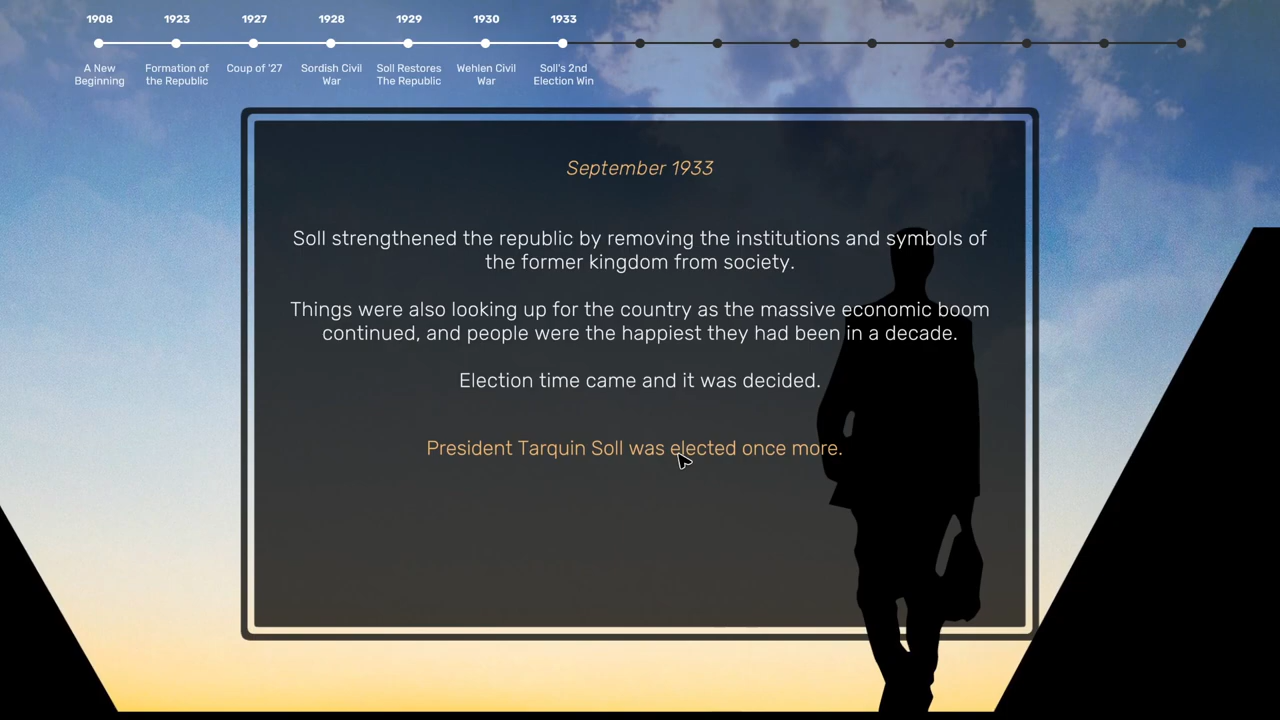 1908
1923
1927
1928
1929
1930
1933
A New
Beginning
Formation of
the Republic
Coup of '27
Sordish Civil
War
Soll Restores
The Republic
Wehlen Civil
War
Soll's 2nd
Election Win
September 1933
Soll strengthened the republic by removing the institutions and symbols of
the former kingdom from society.
Things were also looking up for the country as the massive economic boom
continued, and people were the happiest they had been in a decade.
Election time came and it was decided.
President Tarquin Soll was elected once more.